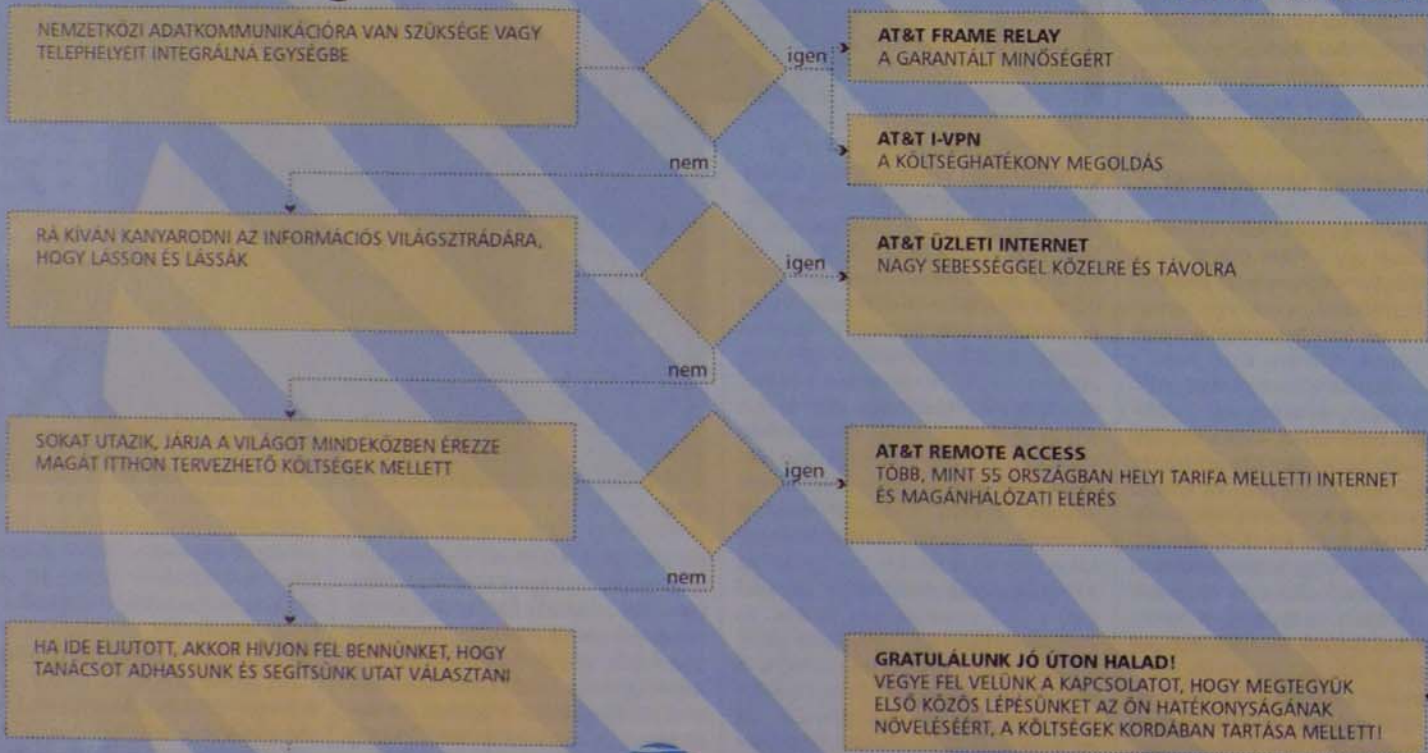 NEMZETKÖZI ADATKOMMUNIKÁCIÓRA VAN SZÜKSÉGE VAGY
TELEPHELYEIT INTEGRÁLNÁ EGYSÉGBE
igen
AT&T FRAME RELAY
A GARANTÁLT MINŐSÉGÉRT
AT&T I-VPN
A KÖLTSÉGHATÉKONY MEGOLDÁS
nem
RÁ KÍVÁN KANYARODNI AZ INFORMÁCIÓS VILÁGSZTRÁDÁRA,
HOGY LÁSSON ÉS LÁSSÁK
igen
AT&T ÜZLETI INTERNET
NAGY SEBESSÉGGEL KÖZELRE ÉS TÁVOLRA
nem
SOKAT UTAZIK, JÁRJA A VILÁGOT MINDEKÖZBEN ÉREZZE
MAGÁT ITTHON TERVEZHETŐ KÖLTSÉGEK MELLETT
igen
AT&T REMOTE ACCESS
TÖBB, MINT 55 ORSZÁGBAN HELYI TARIFA MELLETTI INTERNET
ÉS MAGÁNHÁLÓZATI ELÉRÉS
nem
HA IDE ELJUTOTT, AKKOR HÍVJON FEL BENNÜNKET, HOGY
TANÁCSOT ADHASSUNK ÉS SEGÍTSÜNK UTAT VÁLASZTANI
GRATULÁLUNK JÓ ÚTON HALAD!
VEGYE FEL VELÜNK A KAPCSOLATOT, HOGY MEGTEGYÜK
ELSŐ KÖZÖS LÉPÉSÜNKET AZ ÖN HATÉKONYSÁGÁNAK
NÖVELÉSÉÉRT, A KÖLTSÉGEK KORDÁBAN TARTÁSA MELLETT!